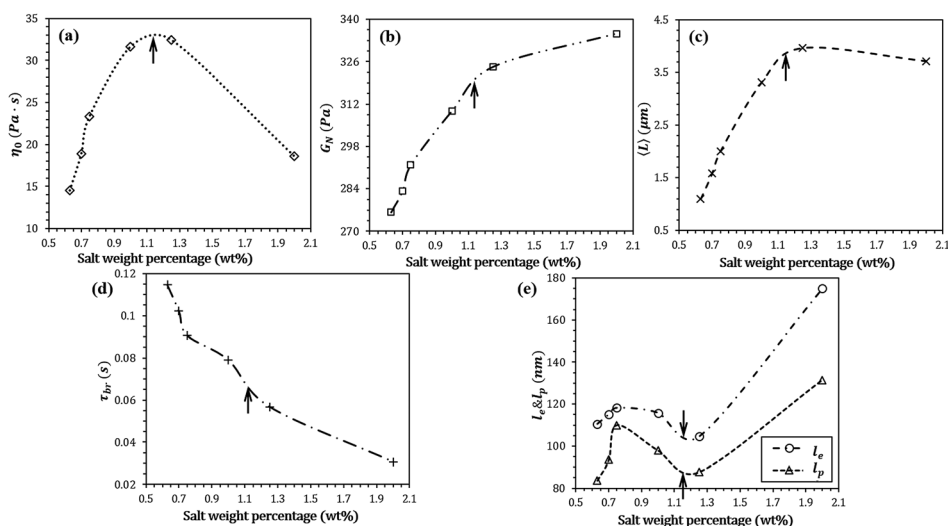 (a)
η₀ (Pa · s)
35
30
25
20
15
10
0.5 0.7 0.9 1.1 1.3 1.5 1.7 1.9 2.1
Salt weight percentage (wt%)
(b)
G_N (Pa)
340
326
312
298
284
270
0.5 0.7 0.9 1.1 1.3 1.5 1.7 1.9 2.1
Salt weight percentage (wt%)
(c)
⟨L⟩ (μm)
4.5
3.5
2.5
1.5
0.5
0.5 0.7 0.9 1.1 1.3 1.5 1.7 1.9 2.1
Salt weight percentage (wt%)
(d)
τ_br (s)
0.12
0.1
0.08
0.06
0.04
0.02
0.5 0.7 0.9 1.1 1.3 1.5 1.7 1.9 2.1
Salt weight percentage (wt%)
(e)
l_e&l_p (nm)
180
160
140
120
100
80
0.5 0.7 0.9 1.1 1.3 1.5 1.7 1.9 2.1
Salt weight percentage (wt%)
l_e
l_p